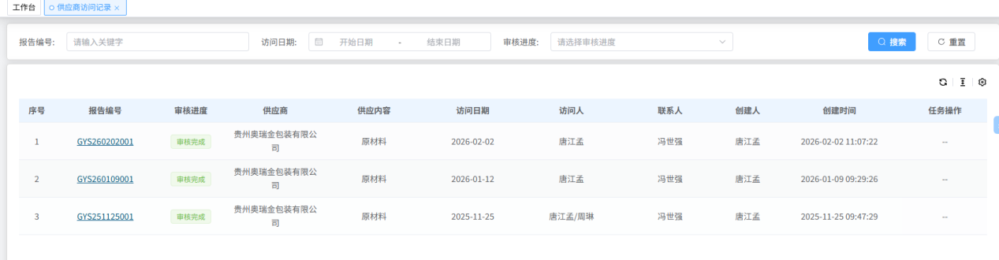 工作台 供应商访问记录 ×
报告编号: 请输入关键字 访问日期: 开始日期 - 结束日期 审核进度: 请选择审核进度 搜索 重置
序号 报告编号 审核进度 供应商 供应内容 访问日期 访问人 联系人 创建人 创建时间 任务操作
1 GYS260202001 审核完成 贵州奥瑞金包装有限公 原材料 2026-02-02 唐江孟 冯世强 唐江孟 2026-02-02 11:07:22 --
司
2 GYS260109001 审核完成 贵州奥瑞金包装有限公 原材料 2026-01-12 唐江孟 冯世强 唐江孟 2026-01-09 09:29:26 --
司
3 GYS251125001 审核完成 贵州奥瑞金包装有限公 原材料 2025-11-25 唐江孟/周琳 冯世强 唐江孟 2025-11-25 09:47:29 --
司